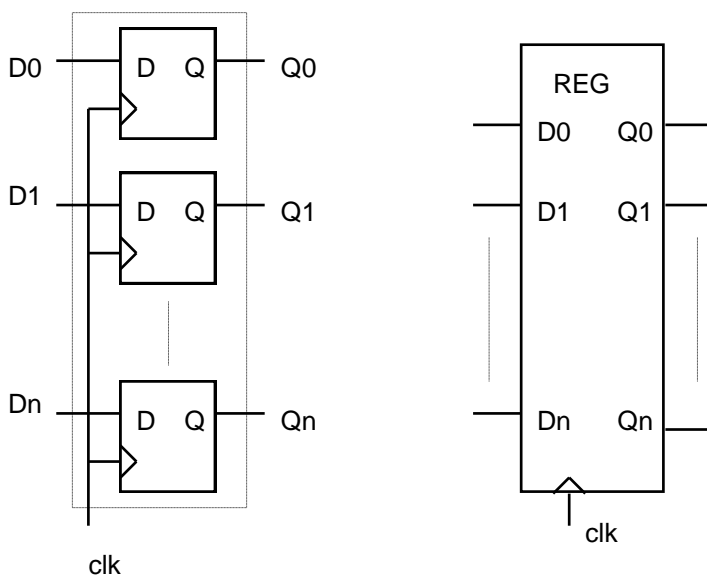 D0 D Q Q0
D1 D Q Q1
Dn D Q Qn
clk
REG
D0 Q0
D1 Q1
Dn Qn
clk